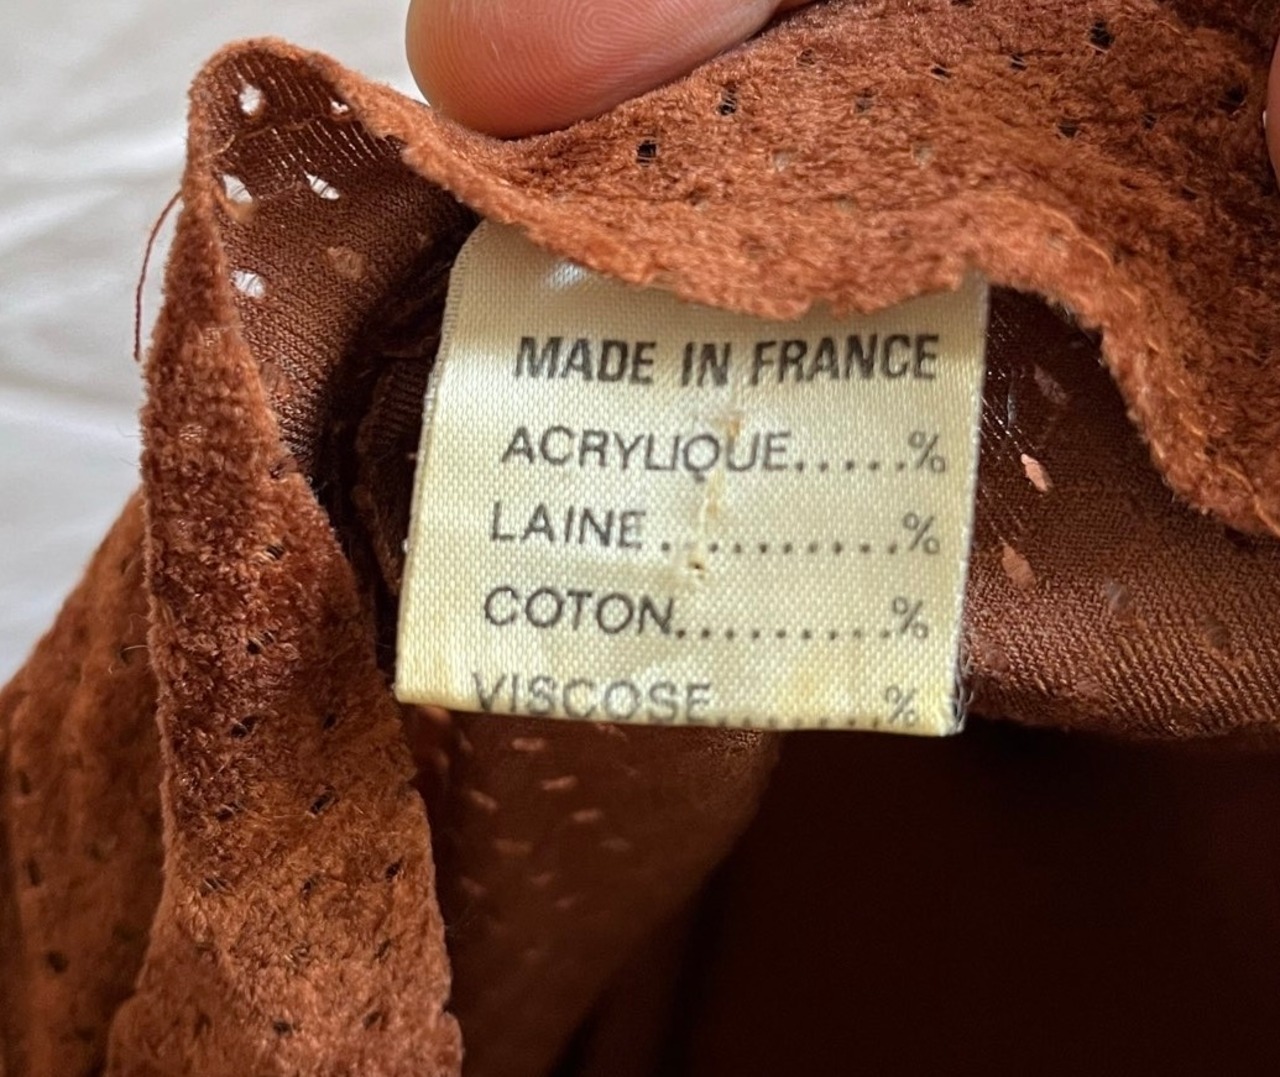 MADE IN FRANCE
ACRYLIQUE.....%
LAINE ...........%
COTON..........%
VISCOSE........%